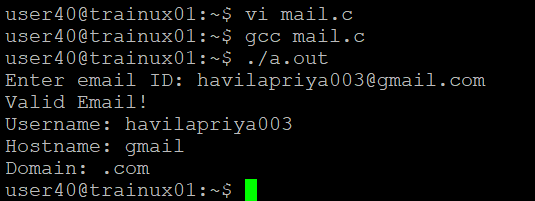 user40@trainux01:~$ vi mail.c
user40@trainux01:~$ gcc mail.c
user40@trainux01:~$ ./a.out
Enter email ID: havilapriya003@gmail.com
Valid Email!
Username: havilapriya003
Hostname: gmail
Domain: .com
user40@trainux01:~$